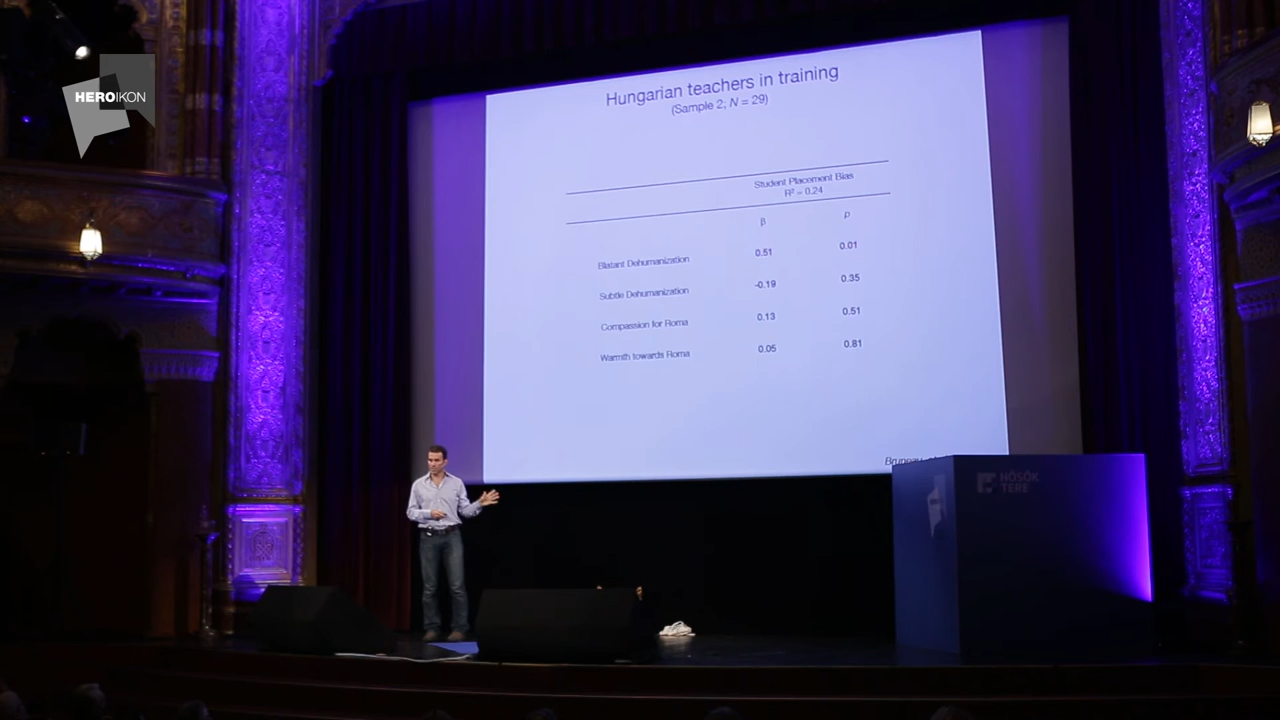 HEROIKON
Hungarian teachers in training
(Sample 2; N = 29)
Student Placement Bias
R² = 0.24
β p
Blatant Dehumanization 0.51 0.01
Subtle Dehumanization -0.19 0.35
Compassion for Roma 0.13 0.51
Warmth towards Roma 0.05 0.81
HŐSÖK
TERE